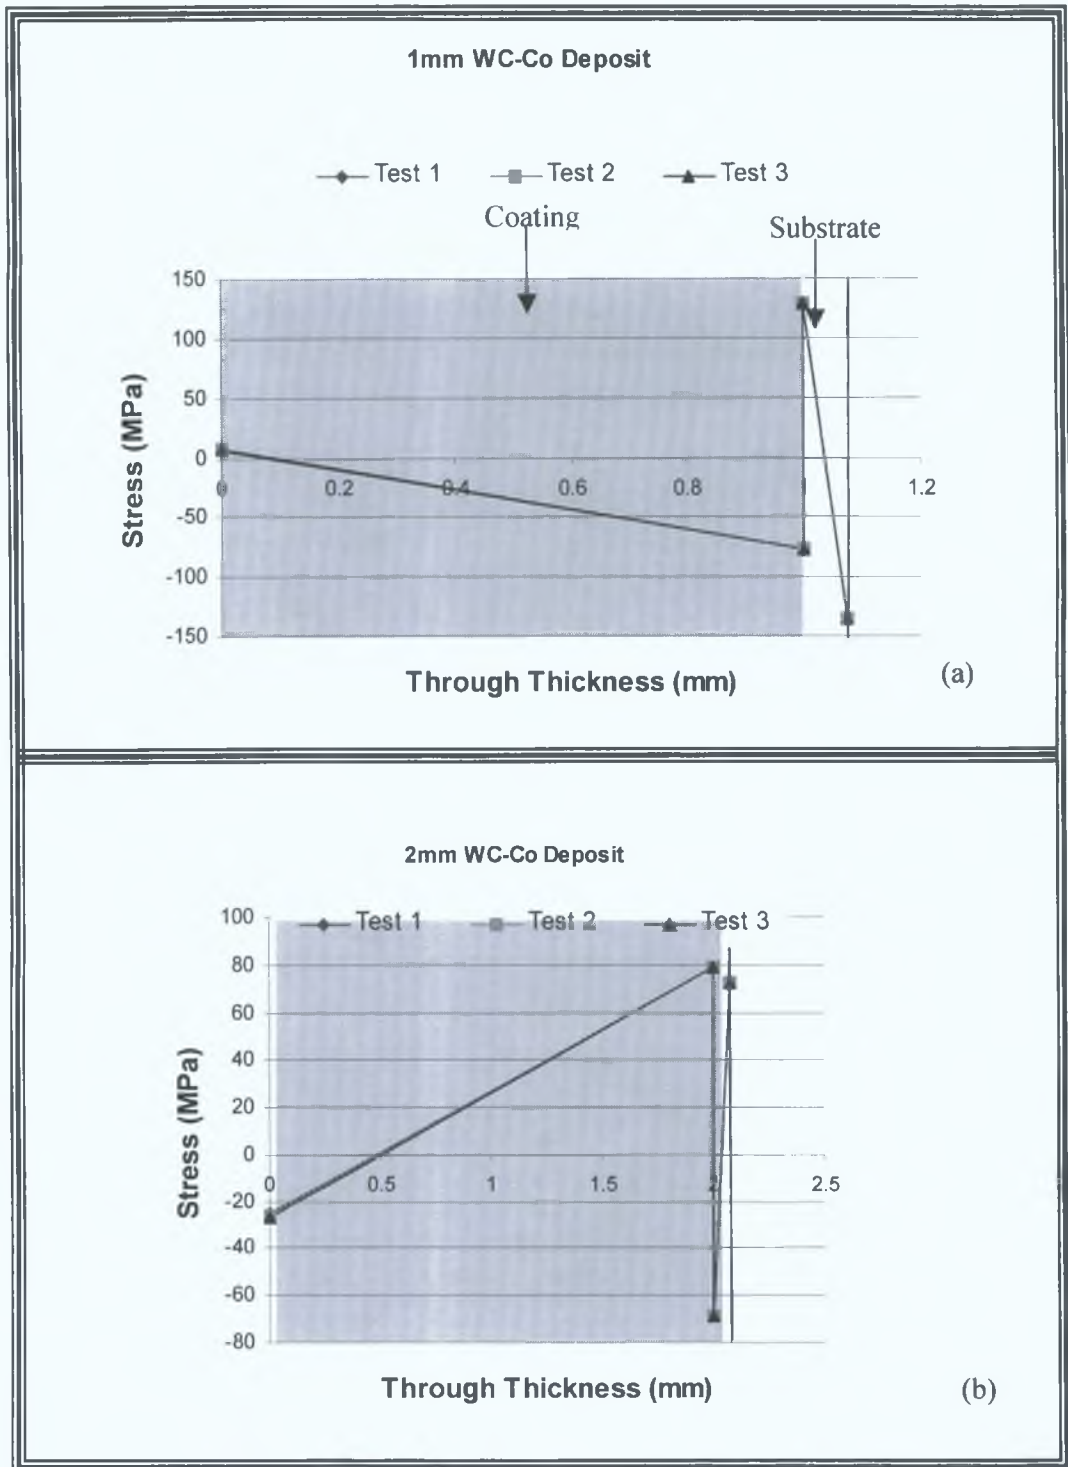 1mm WC-Co Deposit
Test 1 Test 2 Test 3
Coating
Substrate
150
100
50
0
-50
-100
-150
0 0.2 0.4 0.6 0.8 1 1.2
Stress (MPa)
Through Thickness (mm)
(a)
2mm WC-Co Deposit
Test 1 Test 2 Test 3
100
80
60
40
20
0
-20
-40
-60
-80
0 0.5 1 1.5 2 2.5
Stress (MPa)
Through Thickness (mm)
(b)